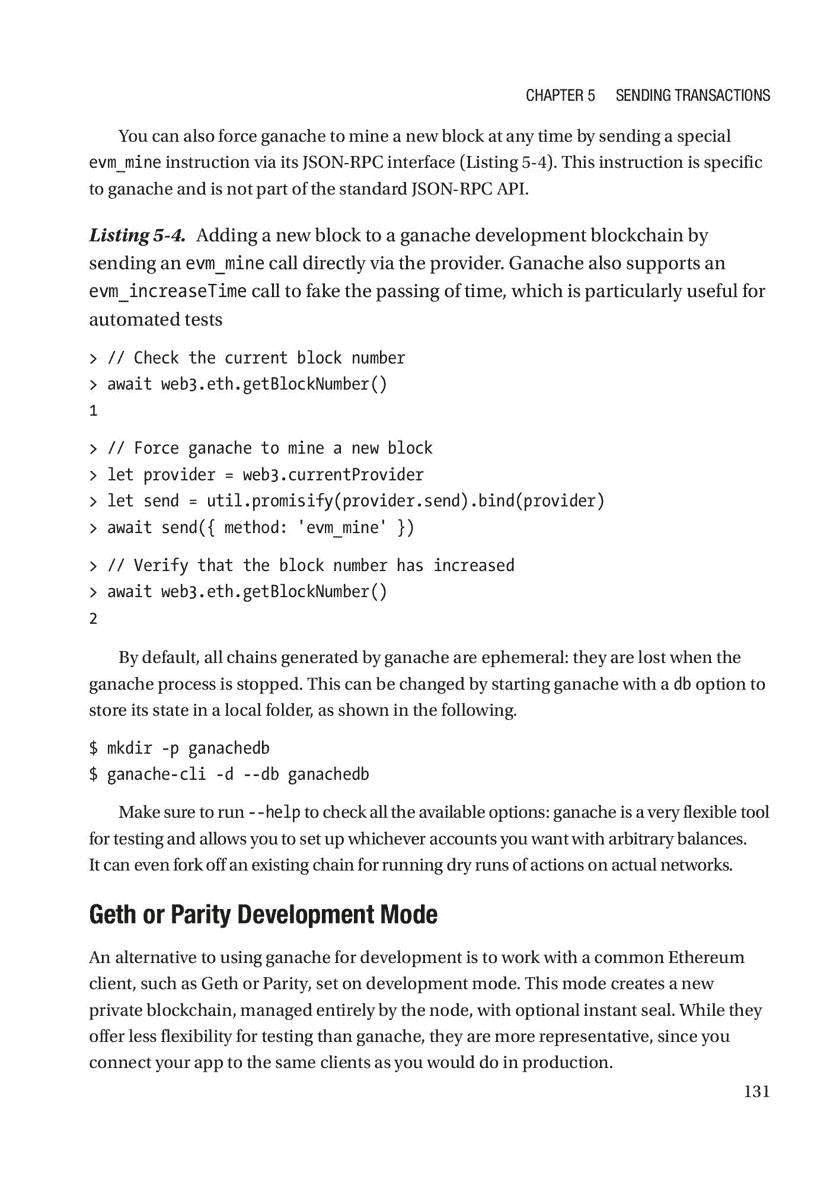 CHAPTER 5 SENDING TRANSACTIONS
You can also force ganache to mine a new block at any time by sending a special
evm_mine instruction via its JSON-RPC interface (Listing 5-4). This instruction is specific
to ganache and is not part of the standard JSON-RPC API.
Listing 5-4. Adding a new block to a ganache development blockchain by
sending an evm_mine call directly via the provider. Ganache also supports an
evm_increaseTime call to fake the passing of time, which is particularly useful for
automated tests
> // Check the current block number
> await web3.eth.getBlockNumber()
1
> // Force ganache to mine a new block
> let provider = web3.currentProvider
> let send = util.promisify(provider.send).bind(provider)
> await send({ method: 'evm_mine' })
> // Verify that the block number has increased
> await web3.eth.getBlockNumber()
2
By default, all chains generated by ganache are ephemeral: they are lost when the
ganache process is stopped. This can be changed by starting ganache with a db option to
store its state in a local folder, as shown in the following.
$ mkdir -p ganachedb
$ ganache-cli -d --db ganachedb
Make sure to run --help to check all the available options: ganache is a very flexible tool
for testing and allows you to set up whichever accounts you want with arbitrary balances.
It can even fork off an existing chain for running dry runs of actions on actual networks.
Geth or Parity Development Mode
An alternative to using ganache for development is to work with a common Ethereum
client, such as Geth or Parity, set on development mode. This mode creates a new
private blockchain, managed entirely by the node, with optional instant seal. While they
offer less flexibility for testing than ganache, they are more representative, since you
connect your app to the same clients as you would do in production.
131